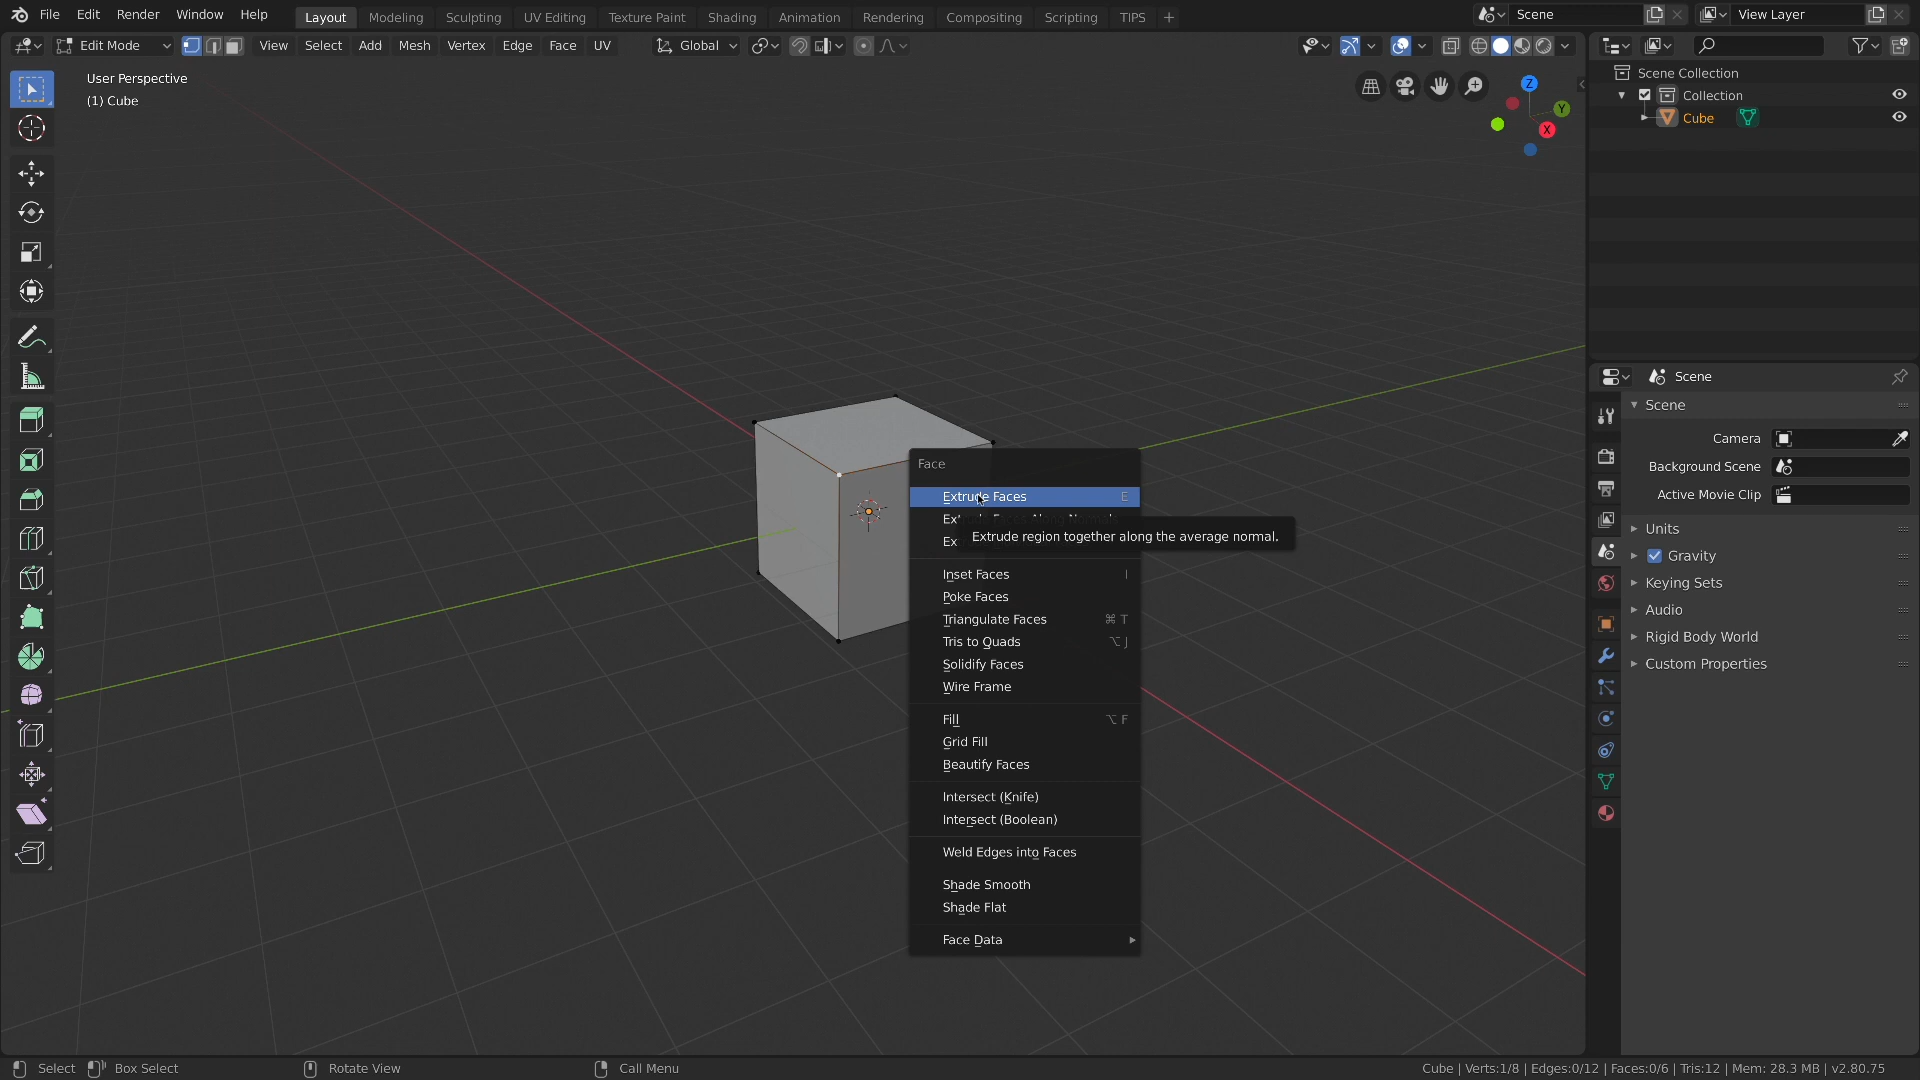 File Edit Render Window Help Layout Modeling Sculpting UV Editing Texture Paint Shading Animation Rendering Compositing Scripting TIPS + Scene View Layer
Edit Mode View Select Add Mesh Vertex Edge Face UV Global
User Perspective
(1) Cube
Z
Y
X
Scene Collection
Collection
Cube
Scene
Scene
Camera
Background Scene
Active Movie Clip
Units
Gravity
Keying Sets
Audio
Rigid Body World
Custom Properties
Face
Extrude Faces E
Extrude Faces Along Normals
Ex
Extrude region together along the average normal.
Inset Faces I
Poke Faces
Triangulate Faces ⌘ T
Tris to Quads ⌥ J
Solidify Faces
Wire Frame
Fill ⌥ F
Grid Fill
Beautify Faces
Intersect (Knife)
Intersect (Boolean)
Weld Edges into Faces
Shade Smooth
Shade Flat
Face Data
Select Box Select Rotate View Call Menu Cube | Verts:1/8 | Edges:0/12 | Faces:0/6 | Tris:12 | Mem: 28.3 MB | v2.80.75